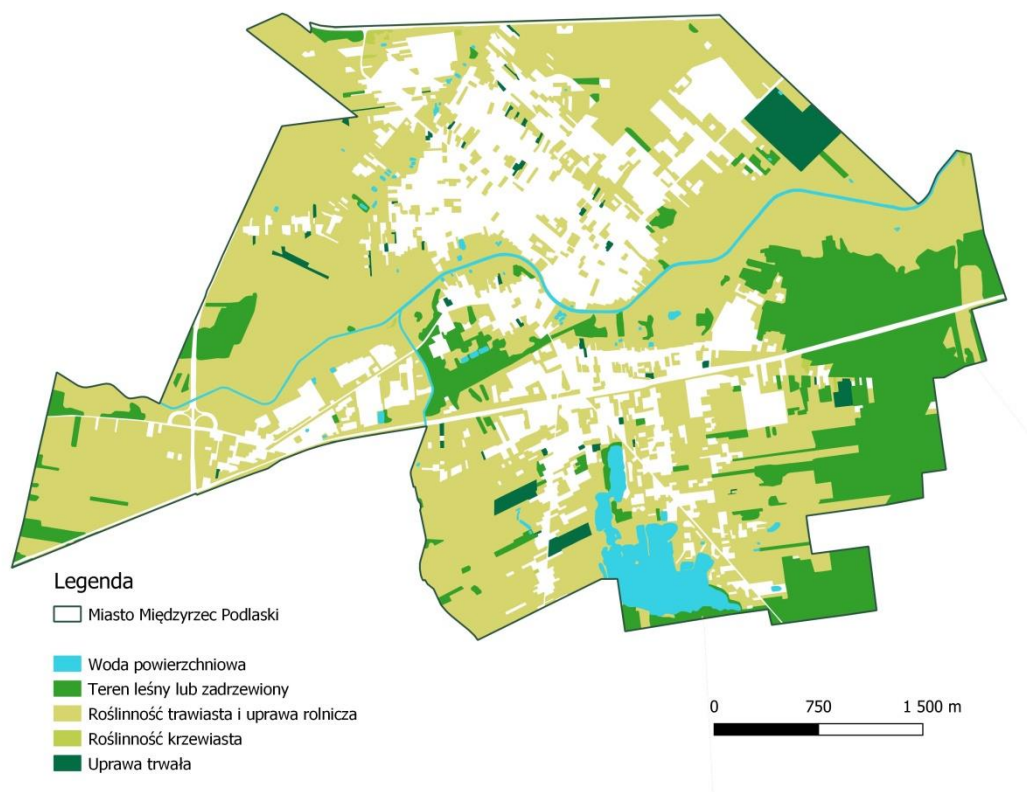 Legenda
Miasto Międzyrzec Podlaski
Woda powierzchniowa
Teren leśny lub zadrzewiony
Roślinność trawiasta i uprawa rolnicza
Roślinność krzewiasta
Uprawa trwała
0 750 1 500 m